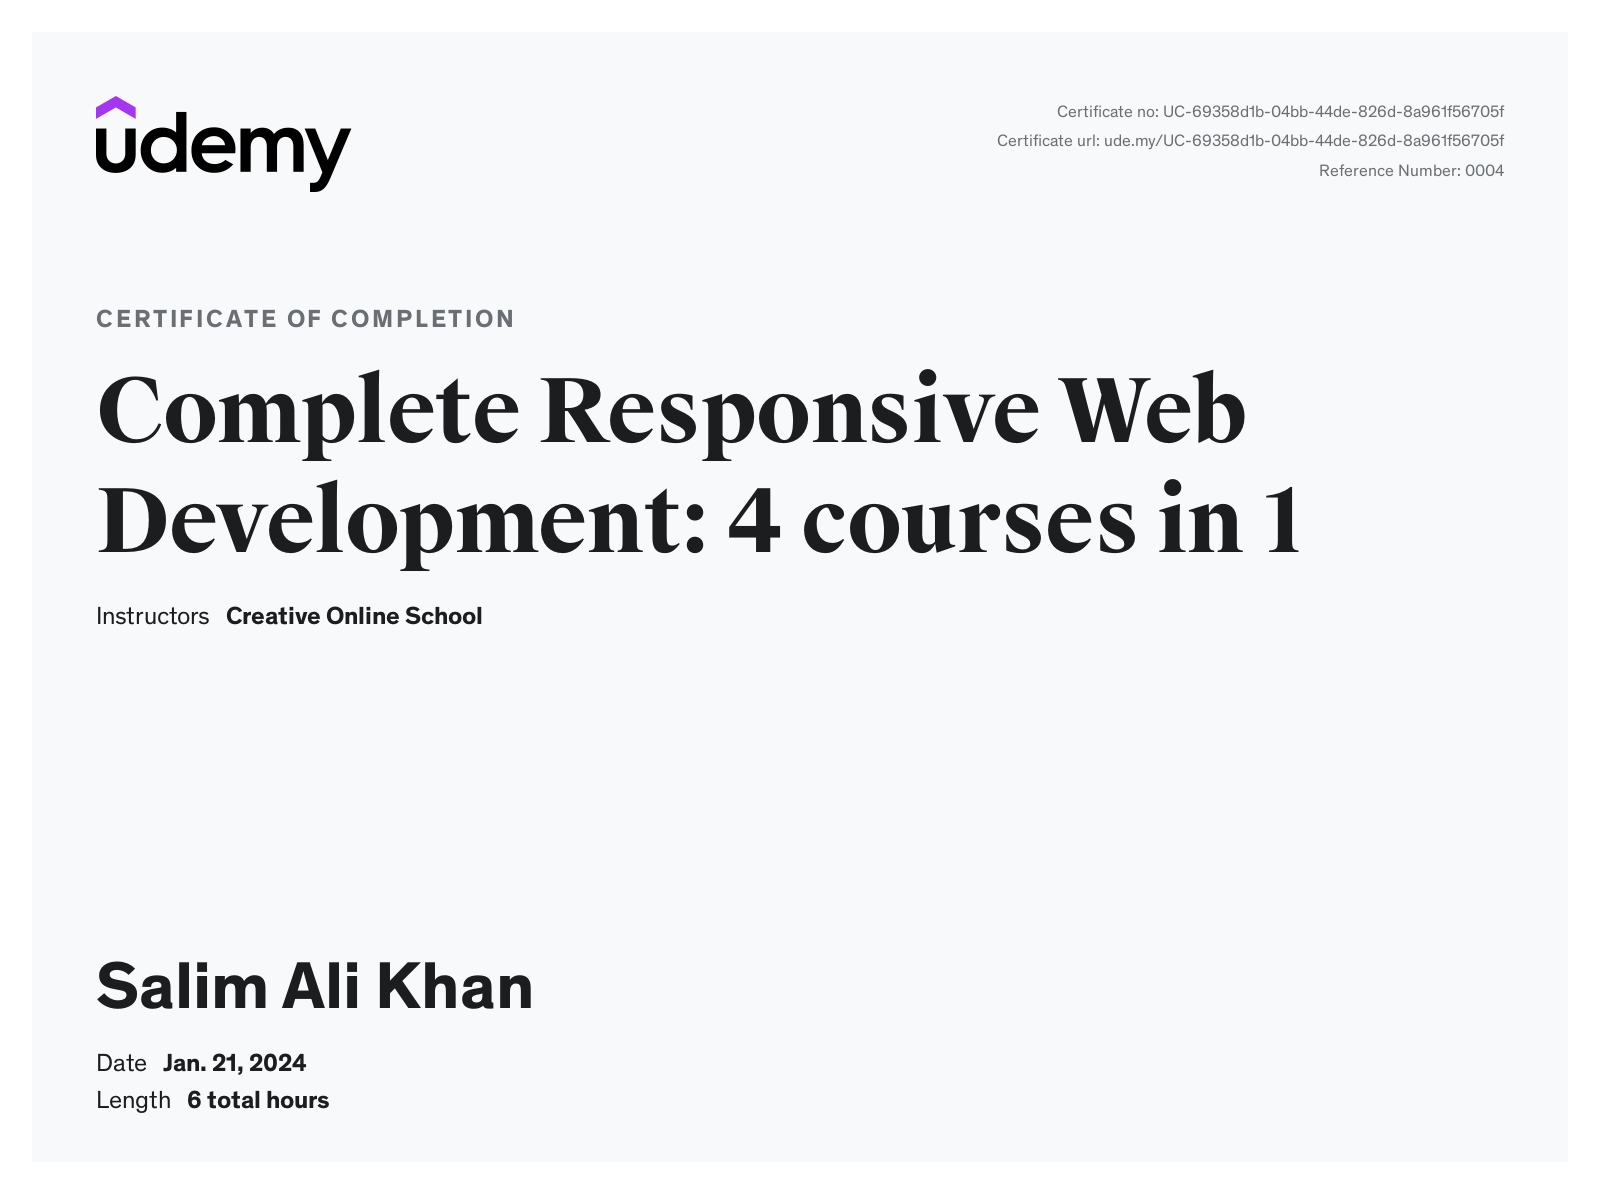 udemy
Certificate no: UC-69358d1b-04bb-44de-826d-8a961f56705f
Certificate url: ude.my/UC-69358d1b-04bb-44de-826d-8a961f56705f
Reference Number: 0004
CERTIFICATE OF COMPLETION
Complete Responsive Web
Development: 4 courses in 1
Instructors Creative Online School
Salim Ali Khan
Date Jan. 21, 2024
Length 6 total hours